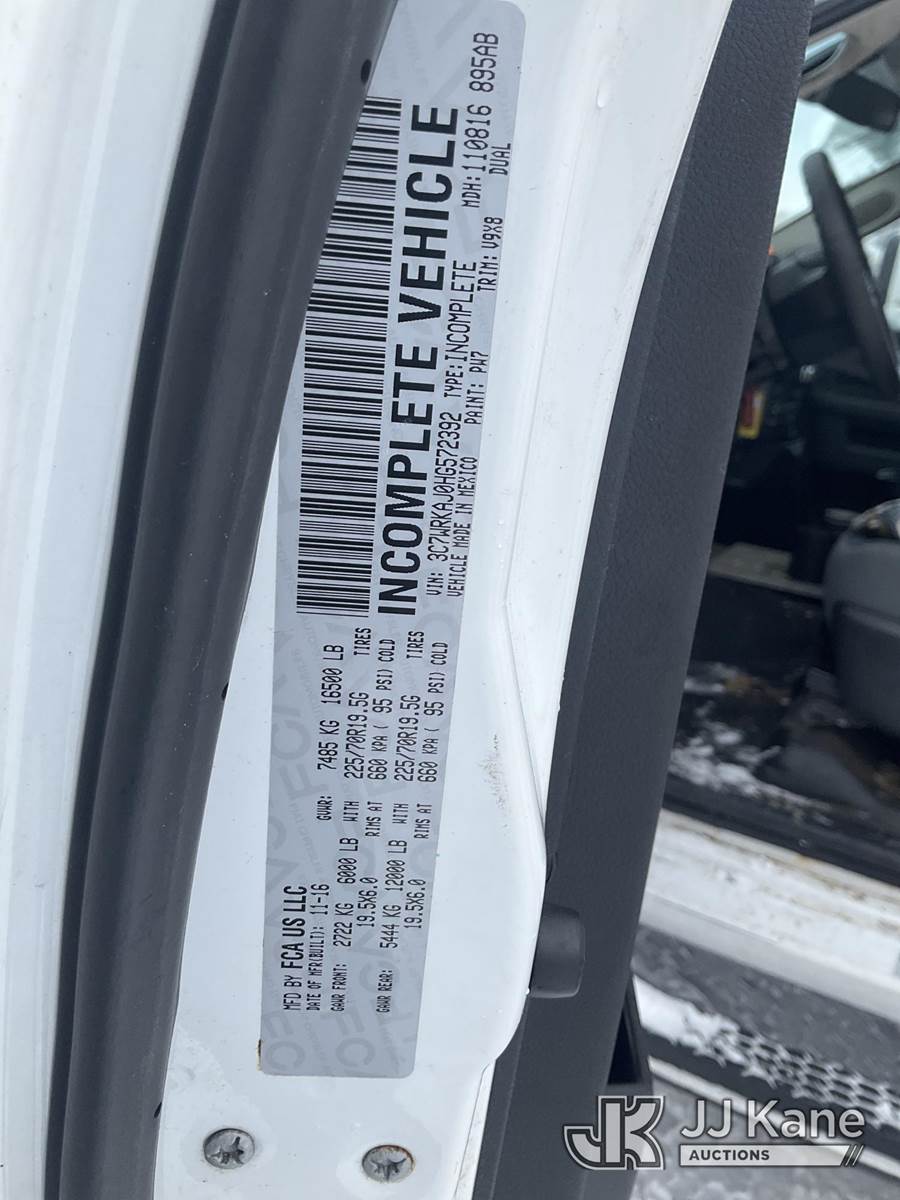 MFD BY FCA US LLC
DATE OF MFR(BUILT): 11-16 GVWR: 7485 KG 16500 LB
GAWR FRONT: 2722 KG 6000 LB WITH 225/70R19.5G TIRES
19.5X6.0 RIMS AT 660 KPA ( 95 PSI) COLD
GAWR REAR: 5444 KG 12000 LB WITH 225/70R19.5G TIRES
19.5X6.0 RIMS AT 660 KPA ( 95 PSI) COLD
INCOMPLETE VEHICLE
VIN: 3C7WRKAJ0HG572392 TYPE: INCOMPLETE MDH: 110816 895AB
VEHICLE MADE IN MEXICO PAINT: PW7 TRIM: V9X8 DUAL
JK JJ Kane
AUCTIONS